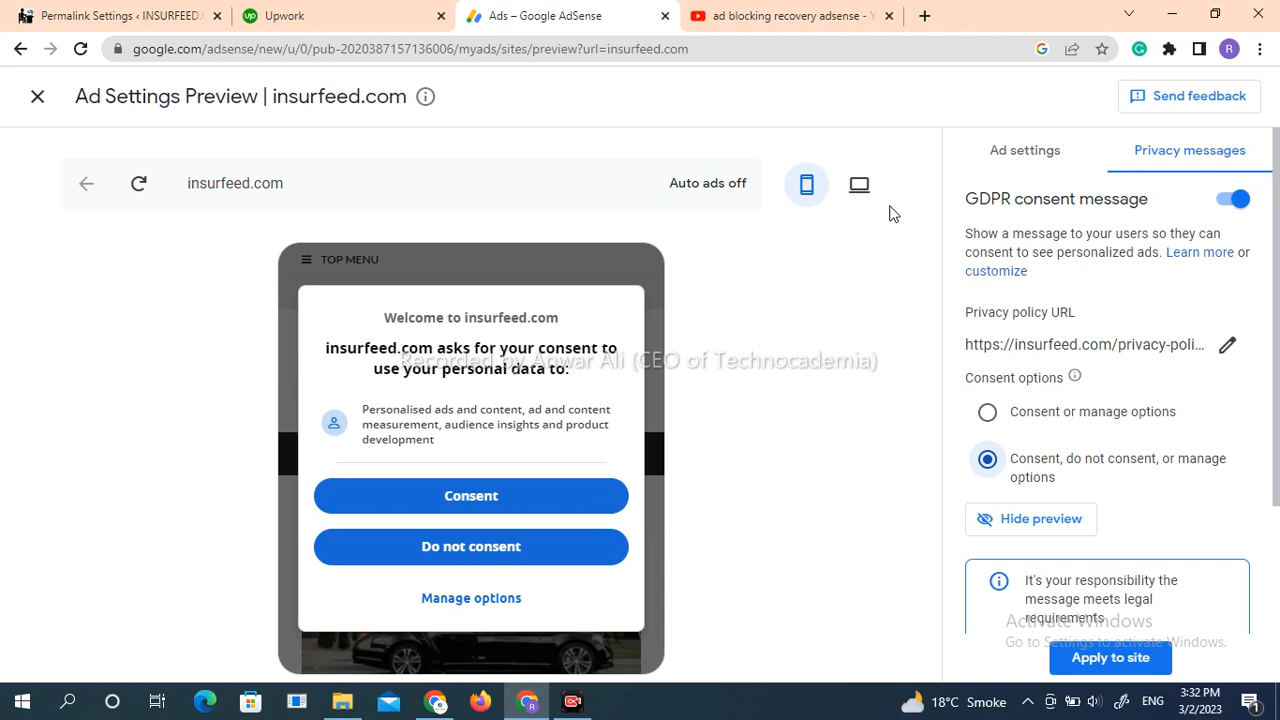 Permalink Settings ‹ INSURFEED.C
Upwork
Ads – Google AdSense
ad blocking recovery adsense - Y
google.com/adsense/new/u/0/pub-2020387157136006/myads/sites/preview?url=insurfeed.com
R
Ad Settings Preview | insurfeed.com
Send feedback
insurfeed.com
Auto ads off
TOP MENU
Welcome to insurfeed.com
insurfeed.com asks for your consent to
use your personal data to:
Recorded by Anwar Ali (CEO of Technocademia)
Personalised ads and content, ad and content
measurement, audience insights and product
development
Consent
Do not consent
Manage options
Ad settings
Privacy messages
GDPR consent message
Show a message to your users so they can
consent to see personalized ads. Learn more or
customize
Privacy policy URL
https://insurfeed.com/privacy-poli...
Consent options
Consent or manage options
Consent, do not consent, or manage
options
Hide preview
It's your responsibility the
message meets legal
requirements
Activate Windows
Go to Settings to activate Windows.
Apply to site
18°C Smoke
ENG
3:32 PM
3/2/2023
1